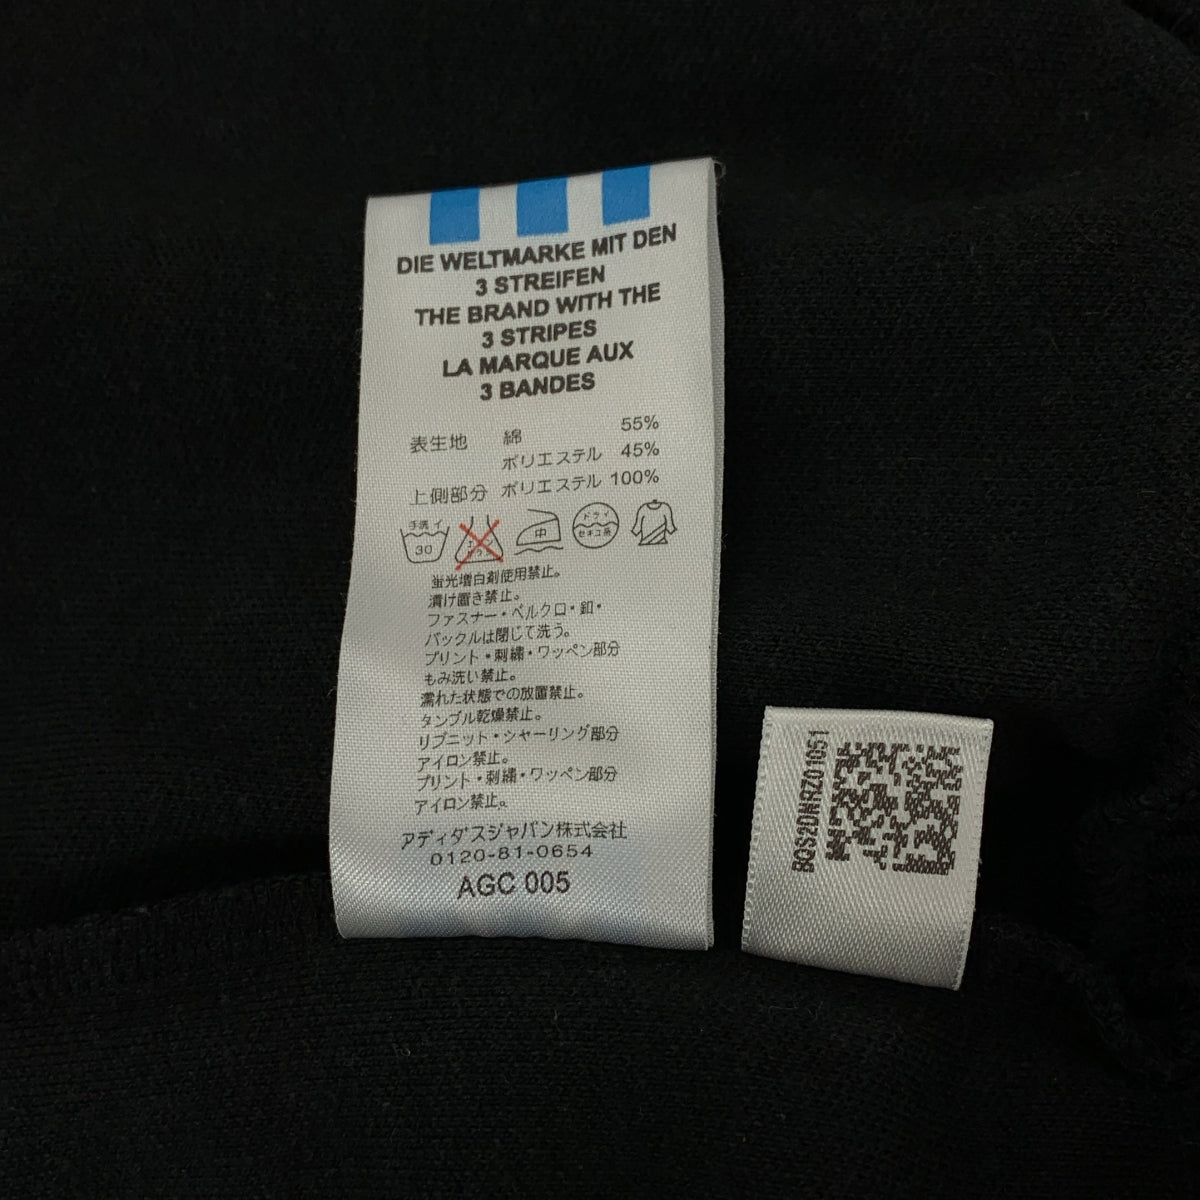 DIE WELTMARKE MIT DEN
3 STREIFEN
THE BRAND WITH THE
3 STRIPES
LA MARQUE AUX
3 BANDES
表生地 綿 55%
ポリエステル 45%
上側部分 ポリエステル 100%
手洗イ
30
エンソ
サラシ
中
ドライ
セキユ系
蛍光増白剤使用禁止。
漬け置き禁止。
ファスナー・ベルクロ・釦・
バックルは閉じて洗う。
プリント・刺繍・ワッペン部分
もみ洗い禁止。
濡れた状態での放置禁止。
タンブル乾燥禁止。
リブニット・シャーリング部分
アイロン禁止。
プリント・刺繍・ワッペン部分
アイロン禁止。
アディダスジャパン株式会社
0120-81-0654
AGC 005
BQS2DNRZ01051